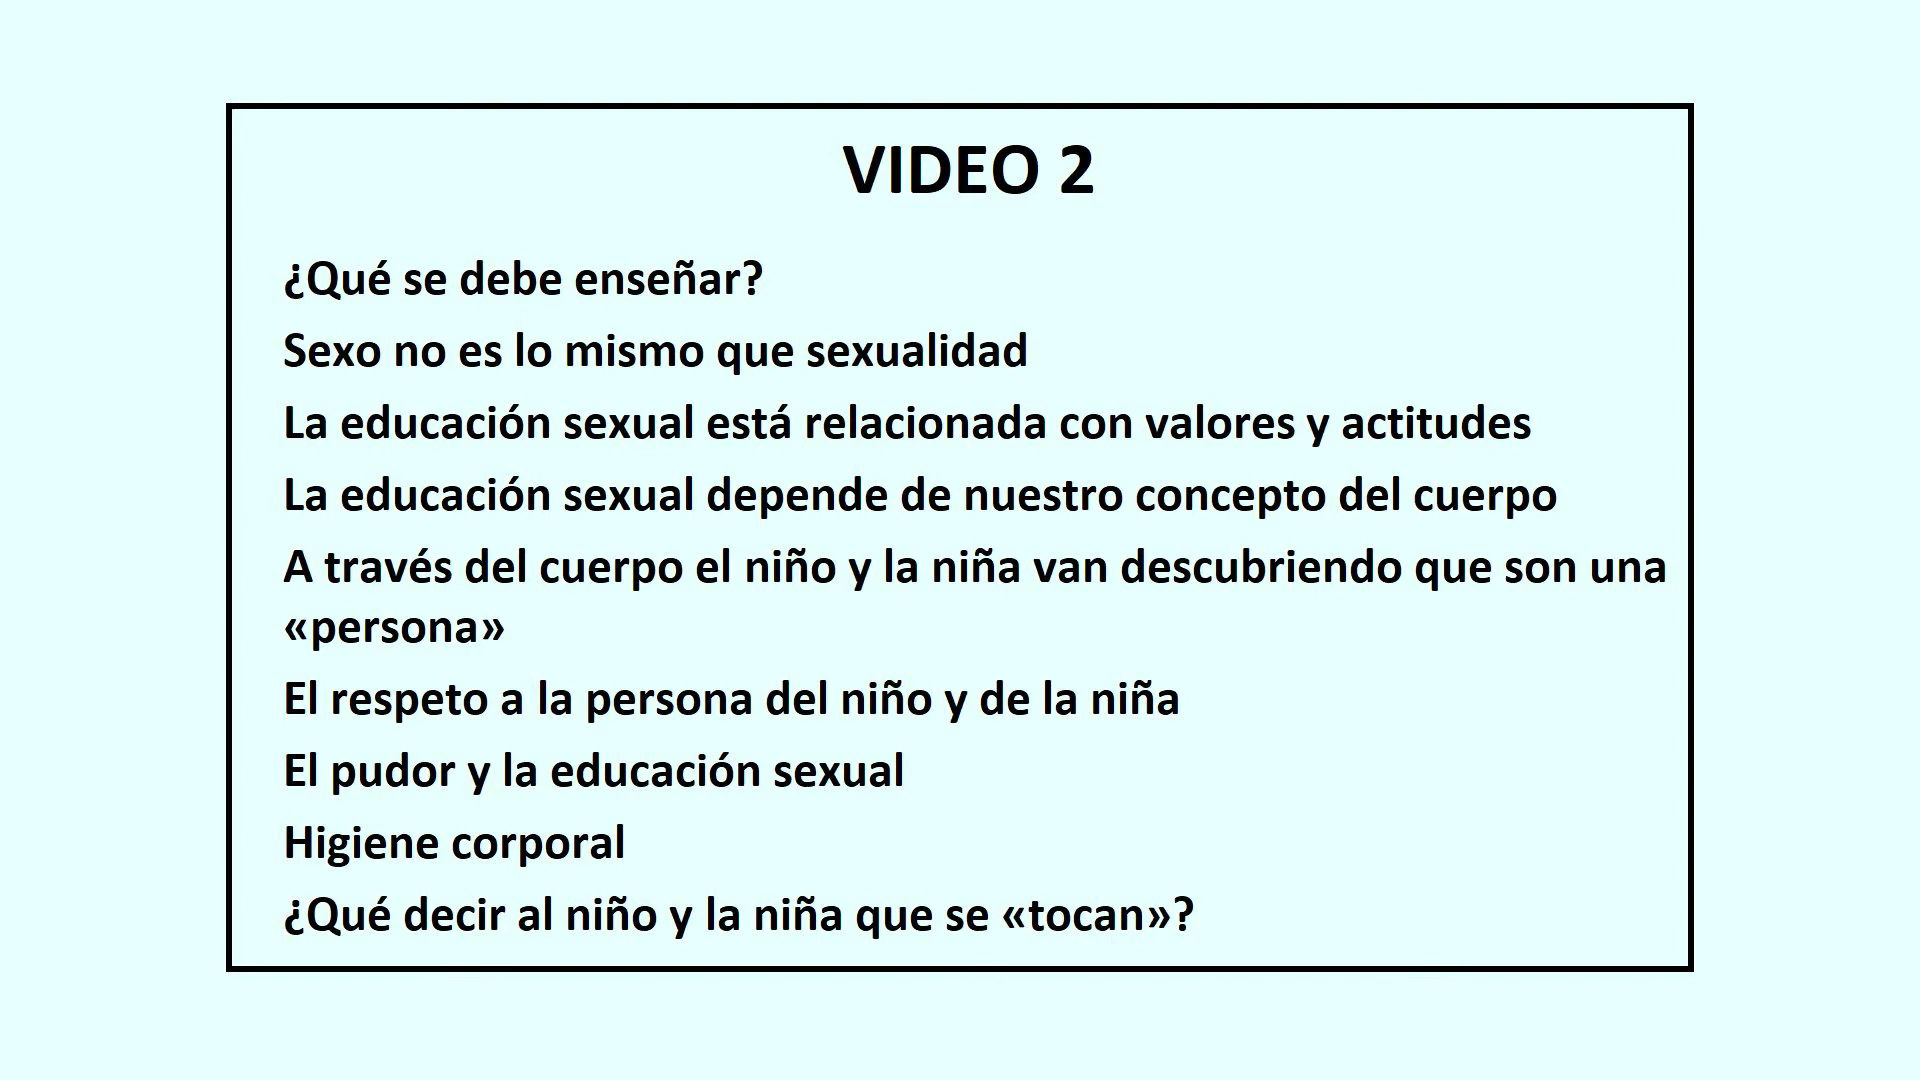 VIDEO 2
¿Qué se debe enseñar?
Sexo no es lo mismo que sexualidad
La educación sexual está relacionada con valores y actitudes
La educación sexual depende de nuestro concepto del cuerpo
A través del cuerpo el niño y la niña van descubriendo que son una
«persona»
El respeto a la persona del niño y de la niña
El pudor y la educación sexual
Higiene corporal
¿Qué decir al niño y la niña que se «tocan»?